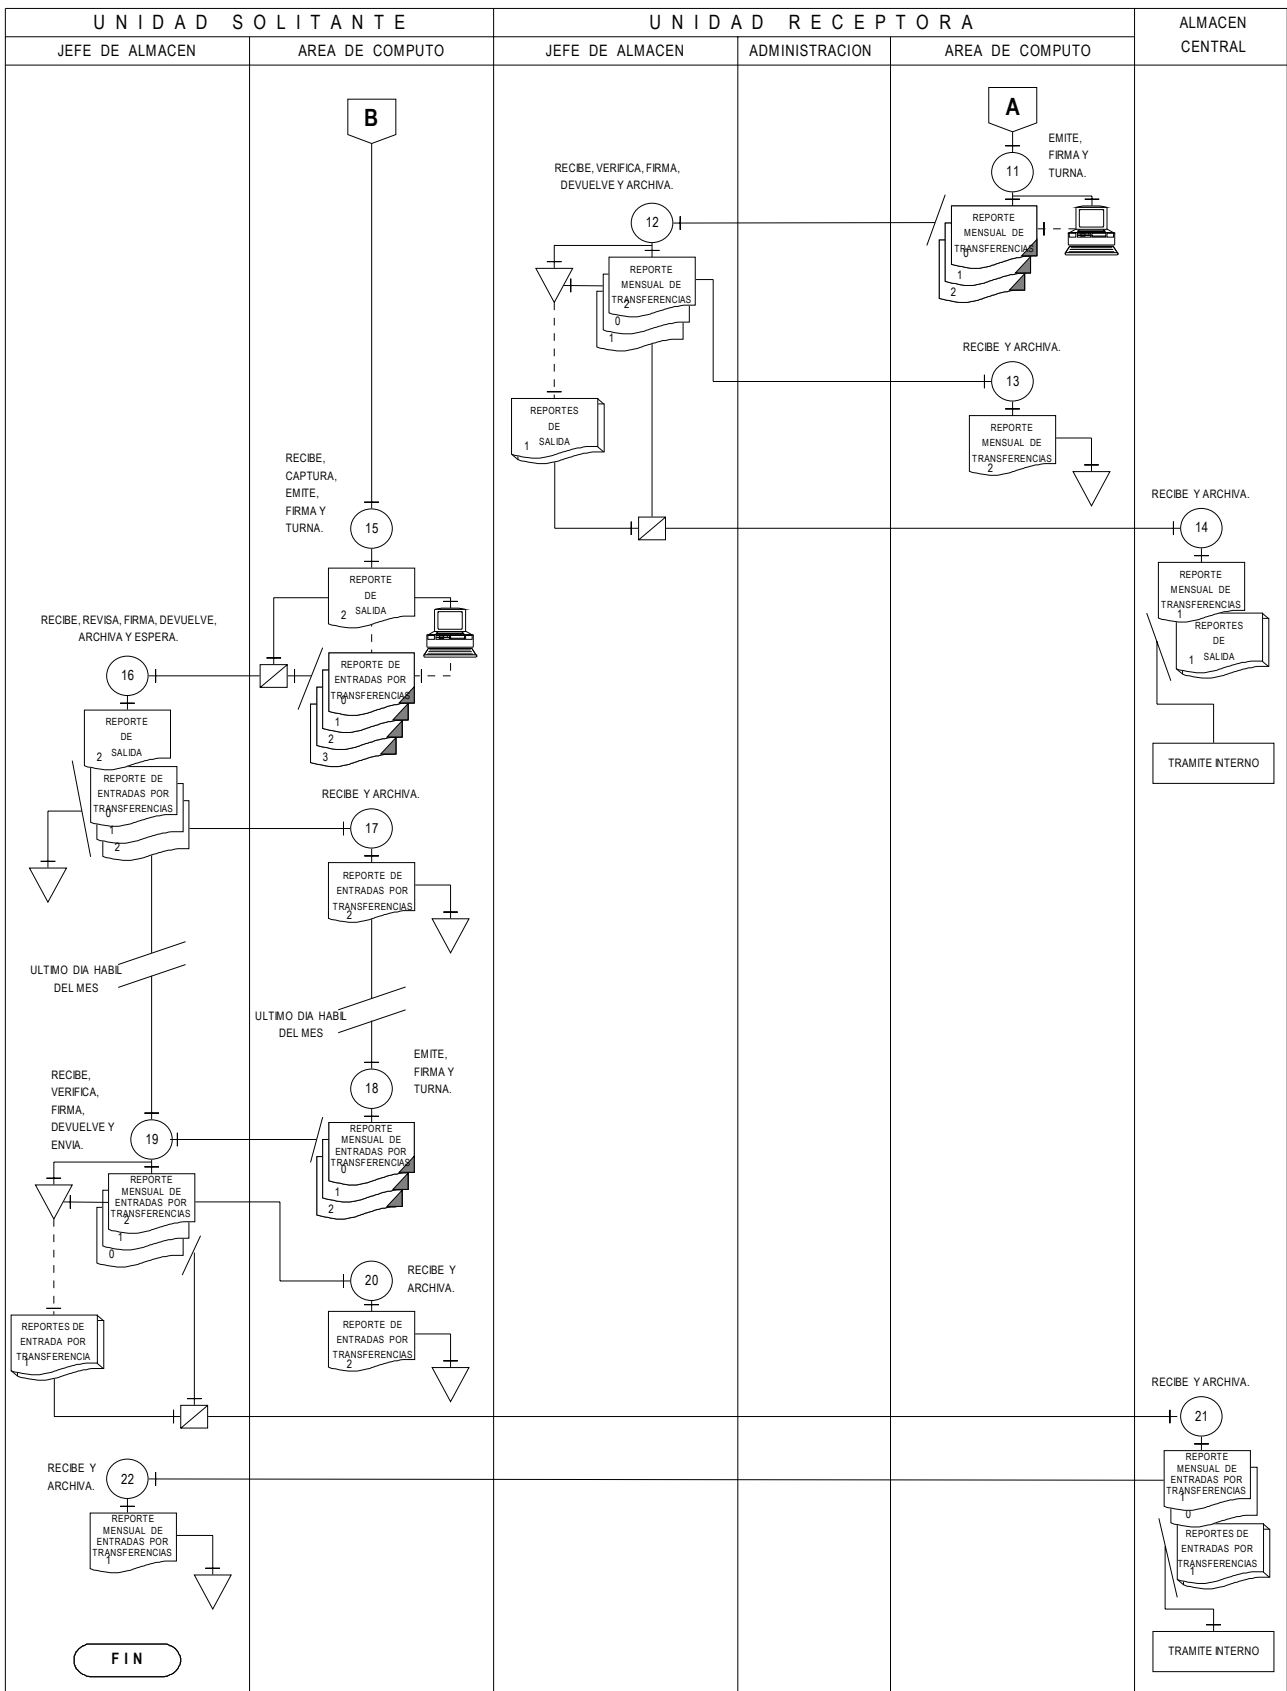 UNIDAD SOLITANTE
UNIDAD RECEPTORA
ALMACEN
CENTRAL
JEFE DE ALMACEN
AREA DE COMPUTO
JEFE DE ALMACEN
ADMINISTRACION
AREA DE COMPUTO
A
EMITE,
FIRMA Y
TURNA.
11
REPORTE
MENSUAL DE
TRANSFERENCIAS
0
1
2
B
RECIBE, VERIFICA, FIRMA,
DEVUELVE Y ARCHIVA.
12
REPORTE
MENSUAL DE
TRANSFERENCIAS
2
0
1
REPORTES
DE
SALIDA
1
RECIBE Y ARCHIVA.
13
REPORTE
MENSUAL DE
TRANSFERENCIAS
2
RECIBE Y ARCHIVA.
14
REPORTE
MENSUAL DE
TRANSFERENCIAS
1
REPORTES
DE
SALIDA
1
TRAMITE INTERNO
RECIBE,
CAPTURA,
EMITE,
FIRMA Y
TURNA.
15
REPORTE
DE
SALIDA
2
REPORTE DE
ENTRADAS POR
TRANSFERENCIAS
0
1
2
3
RECIBE, REVISA, FIRMA, DEVUELVE,
ARCHIVA Y ESPERA.
16
REPORTE
DE
SALIDA
2
REPORTE DE
ENTRADAS POR
TRANSFERENCIAS
0
1
2
RECIBE Y ARCHIVA.
17
REPORTE DE
ENTRADAS POR
TRANSFERENCIAS
2
ULTIMO DIA HABIL
DEL MES
ULTIMO DIA HABIL
DEL MES
EMITE,
FIRMA Y
TURNA.
18
REPORTE
MENSUAL DE
ENTRADAS POR
TRANSFERENCIAS
0
1
2
RECIBE,
VERIFICA,
FIRMA,
DEVUELVE Y
ENVIA.
19
REPORTE
MENSUAL DE
ENTRADAS POR
TRANSFERENCIAS
2
1
0
REPORTES DE
ENTRADA POR
TRANSFERENCIA
1
RECIBE Y
ARCHIVA.
20
REPORTE DE
ENTRADAS POR
TRANSFERENCIAS
2
RECIBE Y ARCHIVA.
21
REPORTE
MENSUAL DE
ENTRADAS POR
TRANSFERENCIAS
1
0
REPORTES DE
ENTRADAS POR
TRANSFERENCIAS
1
TRAMITE INTERNO
RECIBE Y
ARCHIVA.
22
REPORTE
MENSUAL DE
ENTRADAS POR
TRANSFERENCIAS
1
FIN